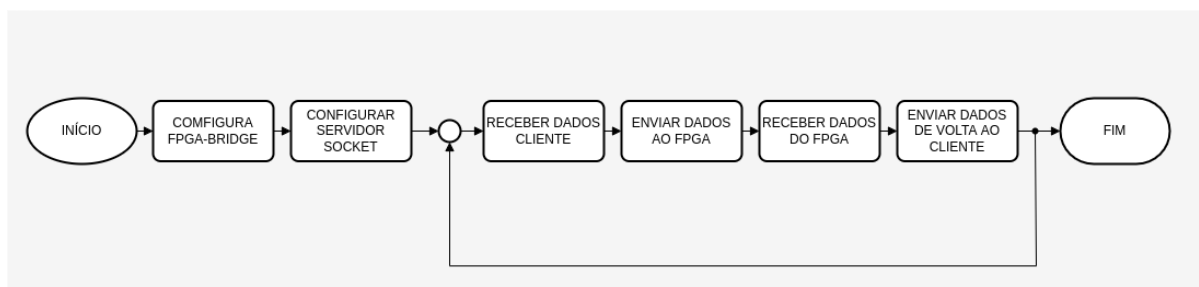 INÍCIO
COMFIGURA
FPGA-BRIDGE
CONFIGURAR
SERVIDOR
SOCKET
RECEBER DADOS
CLIENTE
ENVIAR DADOS
AO FPGA
RECEBER DADOS
DO FPGA
ENVIAR DADOS
DE VOLTA AO
CLIENTE
FIM